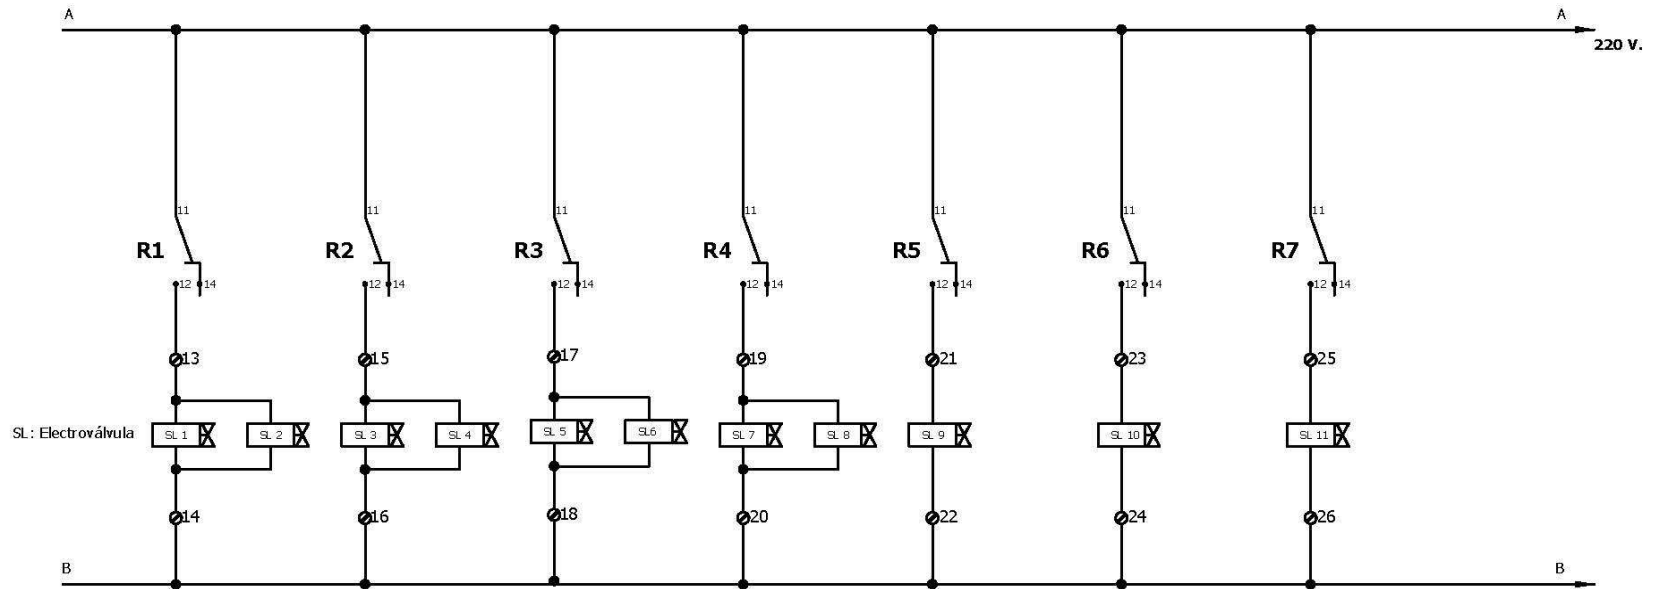 A A
220 V.
11 11 11 11 11 11 11
R1 R2 R3 R4 R5 R6 R7
12 14 12 14 12 14 12 14 12 14 12 14 12 14
13 15 17 19 21 23 25
SL: Electroválvula SL 1 SL 2 SL 3 SL 4 SL 5 SL6 SL 7 SL 8 SL 9 SL 10 SL 11
14 16 18 20 22 24 26
B B